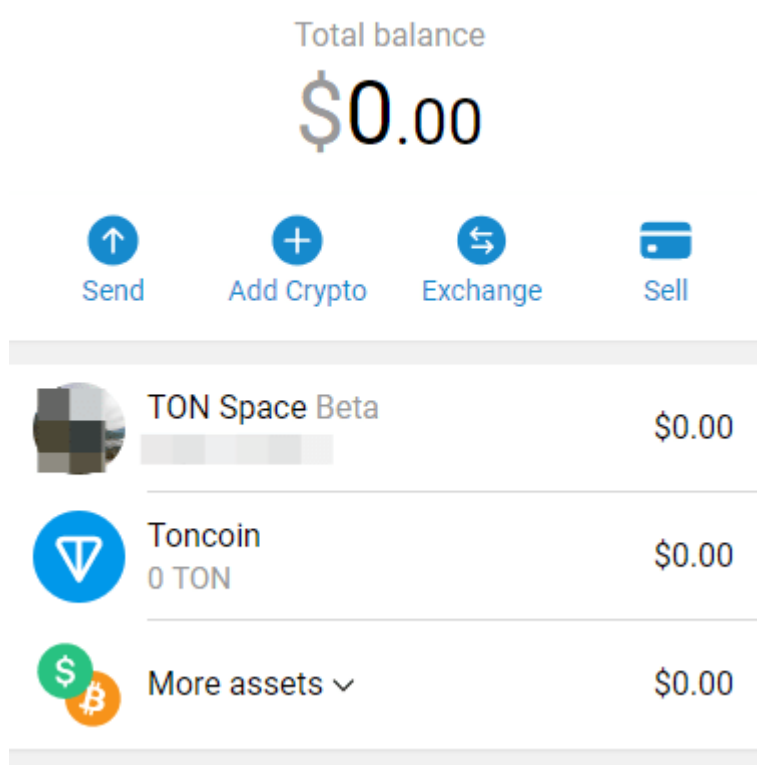 Total balance
$0.00
Send Add Crypto Exchange Sell
TON Space Beta $0.00
Toncoin $0.00
0 TON
More assets $0.00